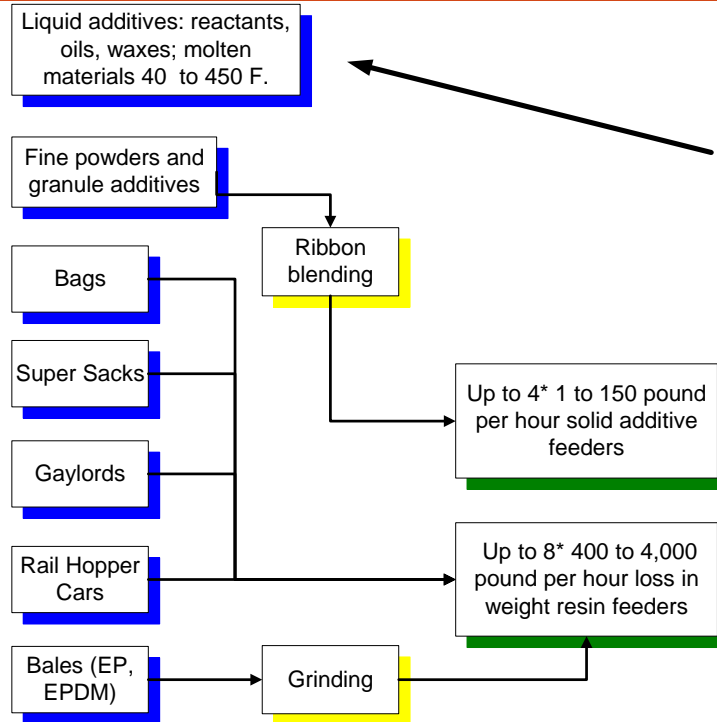 Liquid additives: reactants,
oils, waxes; molten
materials 40 to 450 F.
Fine powders and
granule additives
Ribbon
blending
Bags
Super Sacks
Up to 4* 1 to 150 pound
per hour solid additive
feeders
Gaylords
Rail Hopper
Cars
Up to 8* 400 to 4,000
pound per hour loss in
weight resin feeders
Bales (EP,
EPDM)
Grinding